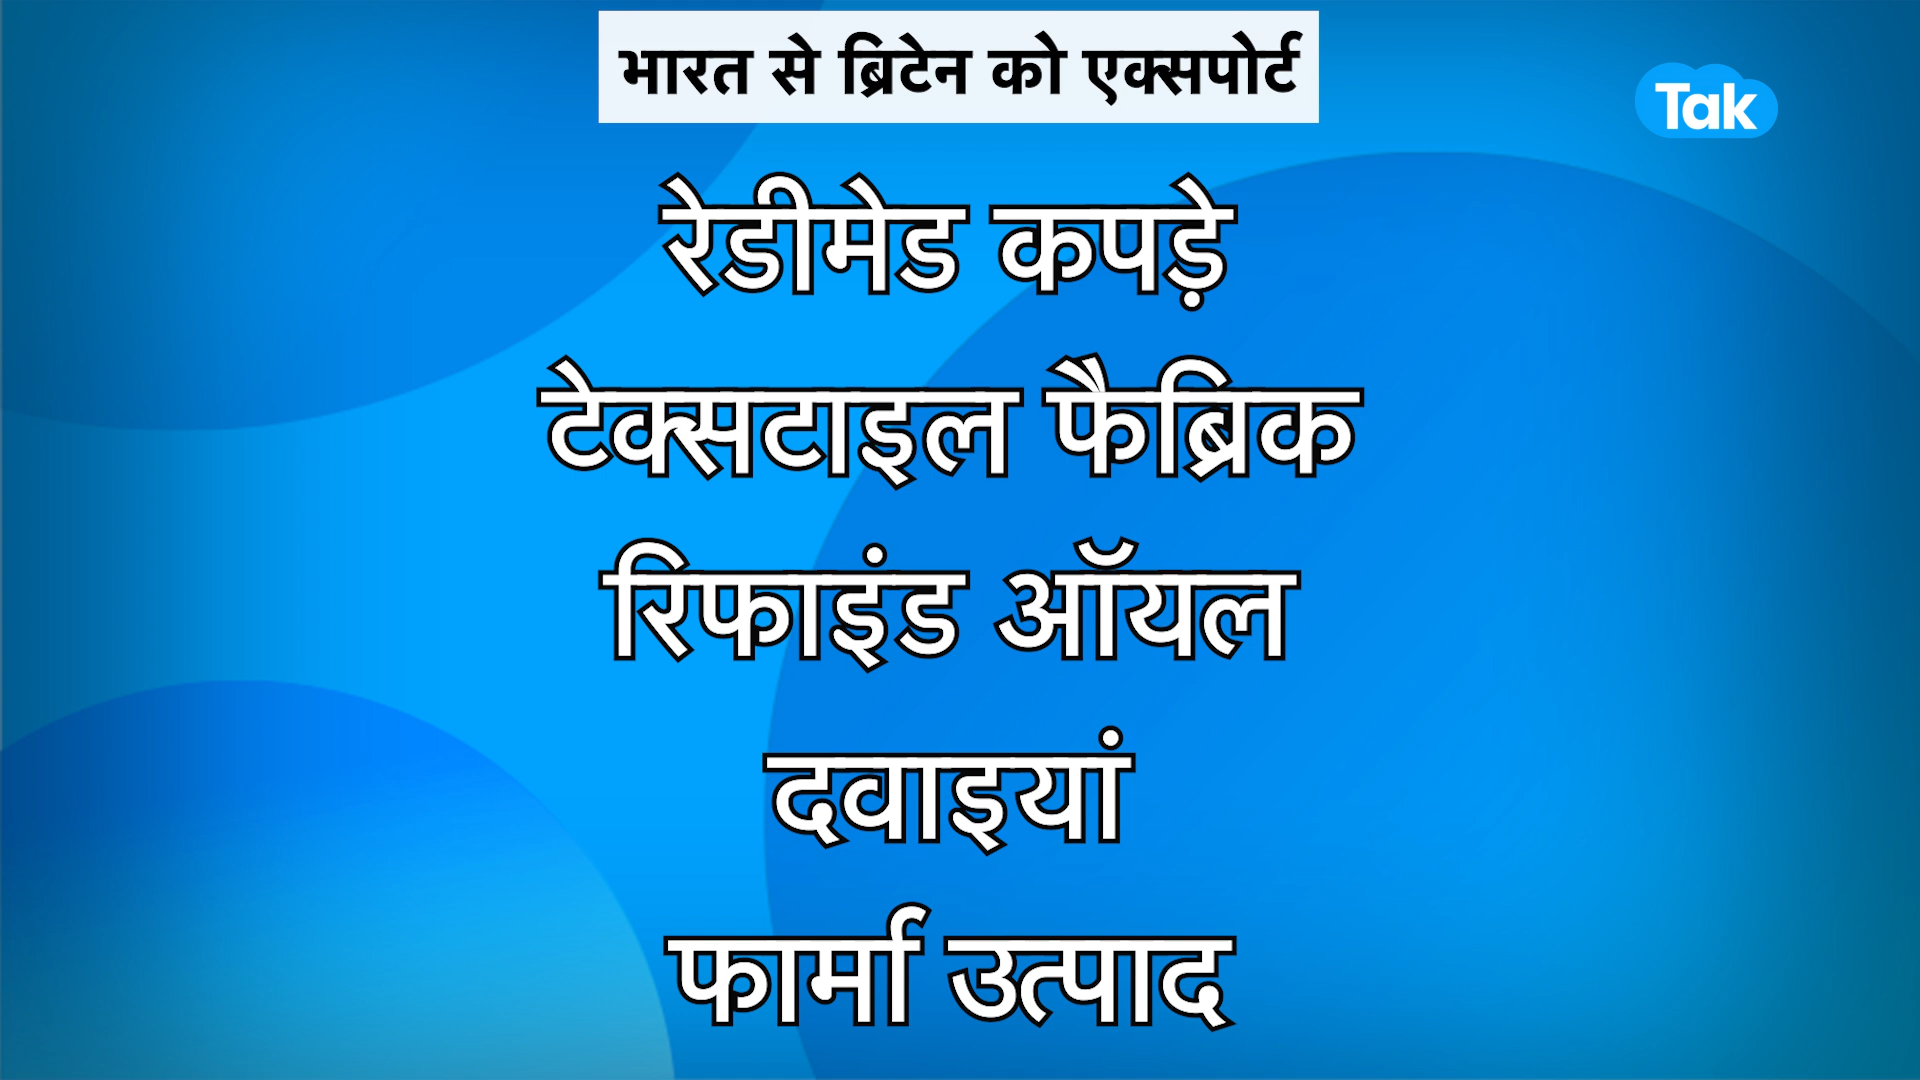 भारत से ब्रिटेन को एक्सपोर्ट
Tak
रेडीमेड कपड़े
टेक्सटाइल फैब्रिक
रिफाइंड ऑयल
दवाइयां
फार्मा उत्पाद